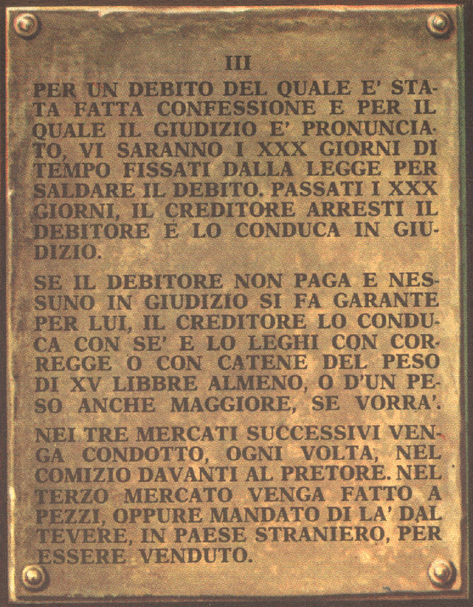 III
PER UN DEBITO DEL QUALE E' STA-
TA FATTA CONFESSIONE E PER IL
QUALE IL GIUDIZIO E' PRONUNCIA-
TO, VI SARANNO I XXX GIORNI DI
TEMPO FISSATI DALLA LEGGE PER
SALDARE IL DEBITO. PASSATI I XXX
GIORNI, IL CREDITORE ARRESTI IL
DEBITORE E LO CONDUCA IN GIU-
DIZIO.
SE IL DEBITORE NON PAGA E NES-
SUNO IN GIUDIZIO SI FA GARANTE
PER LUI, IL CREDITORE LO CONDU-
CA CON SE' E LO LEGHI CON COR-
REGGE O CON CATENE DEL PESO
DI XV LIBBRE ALMENO, O D'UN PE-
SO ANCHE MAGGIORE, SE VORRA'.
NEI TRE MERCATI SUCCESSIVI VEN-
GA CONDOTTO, OGNI VOLTA, NEL
COMIZIO DAVANTI AL PRETORE. NEL
TERZO MERCATO VENGA FATTO A
PEZZI, OPPURE MANDATO DI LA' DAL
TEVERE, IN PAESE STRANIERO, PER
ESSERE VENDUTO.